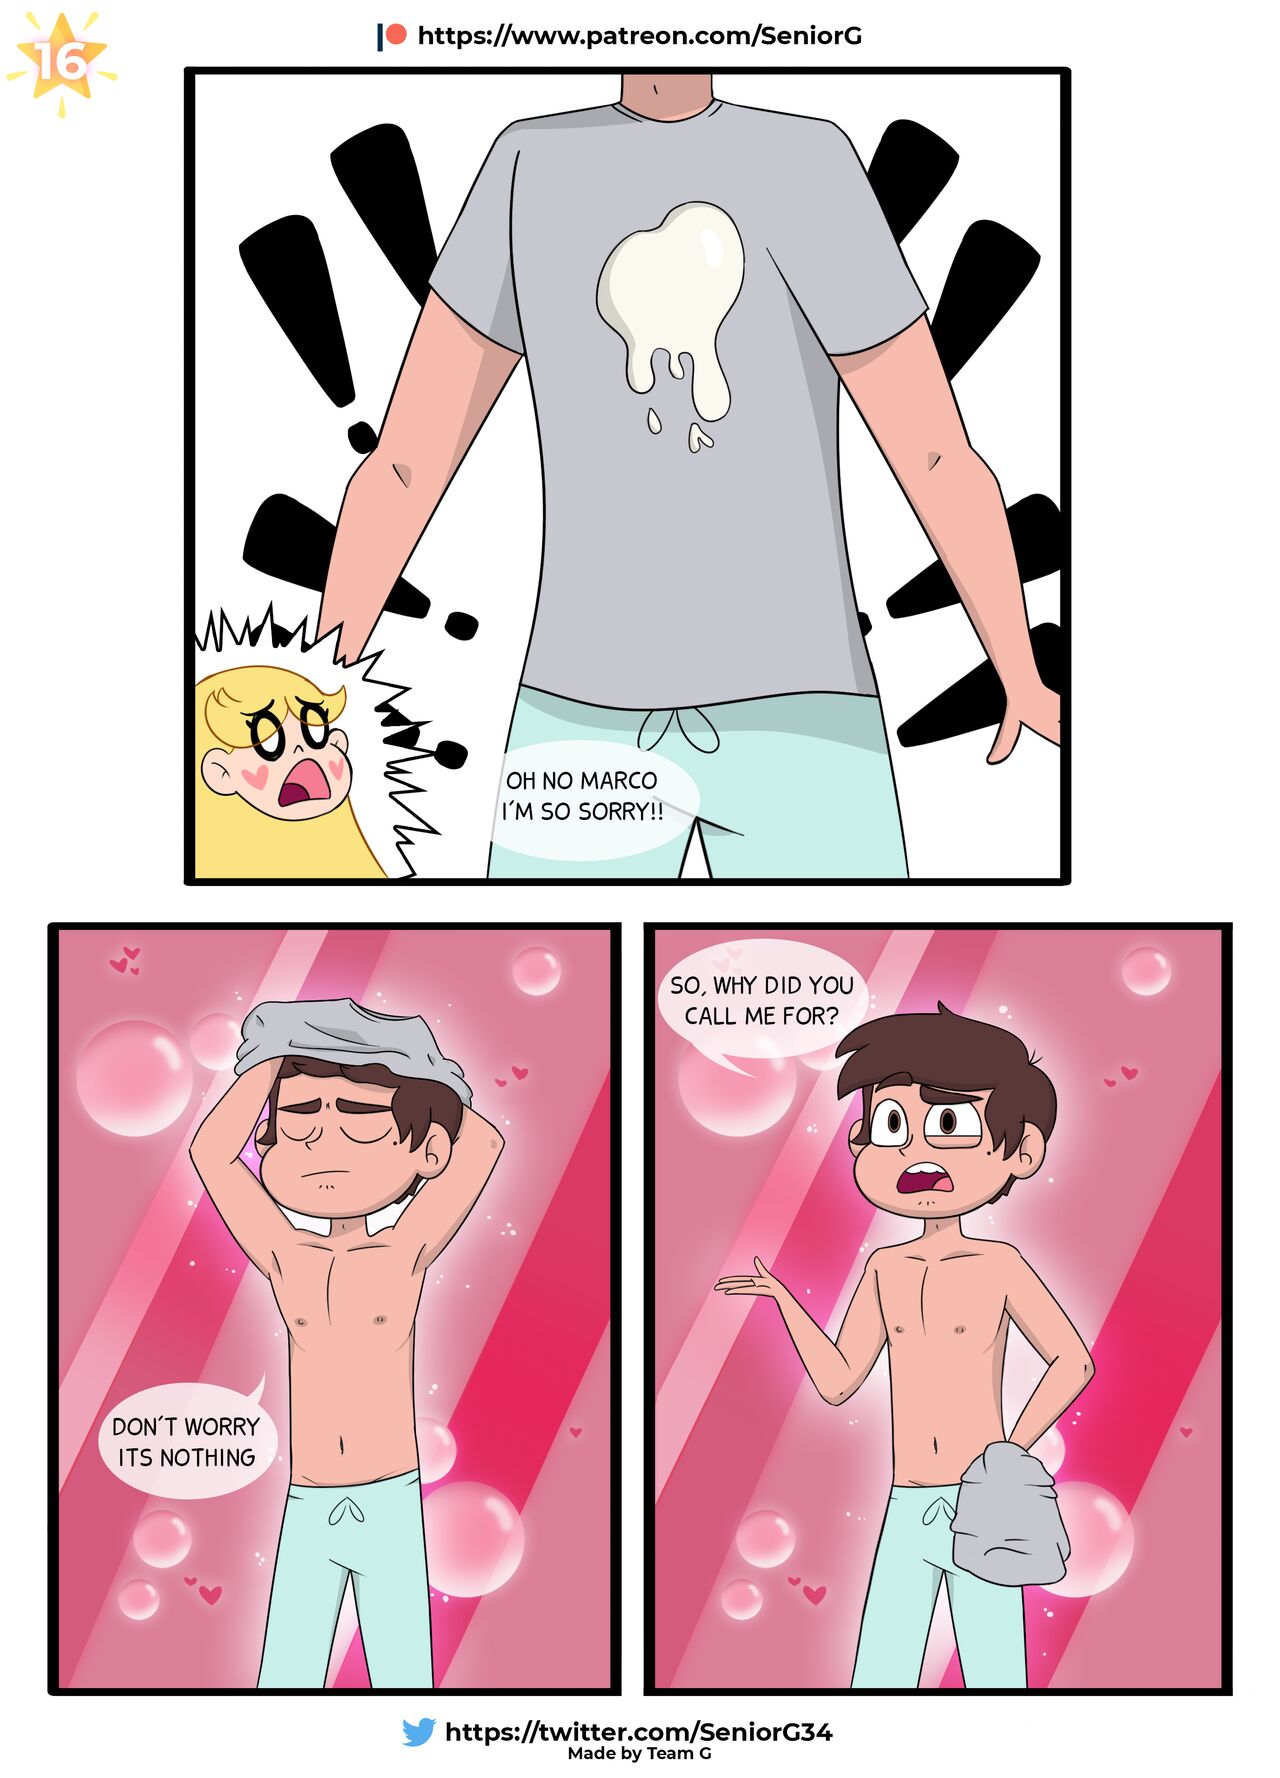 16
https://www.patreon.com/SeniorG
OH NO MARCO
I´M SO SORRY!!
DON´T WORRY
ITS NOTHING
SO, WHY DID YOU
CALL ME FOR?
https://twitter.com/SeniorG34
Made by Team G